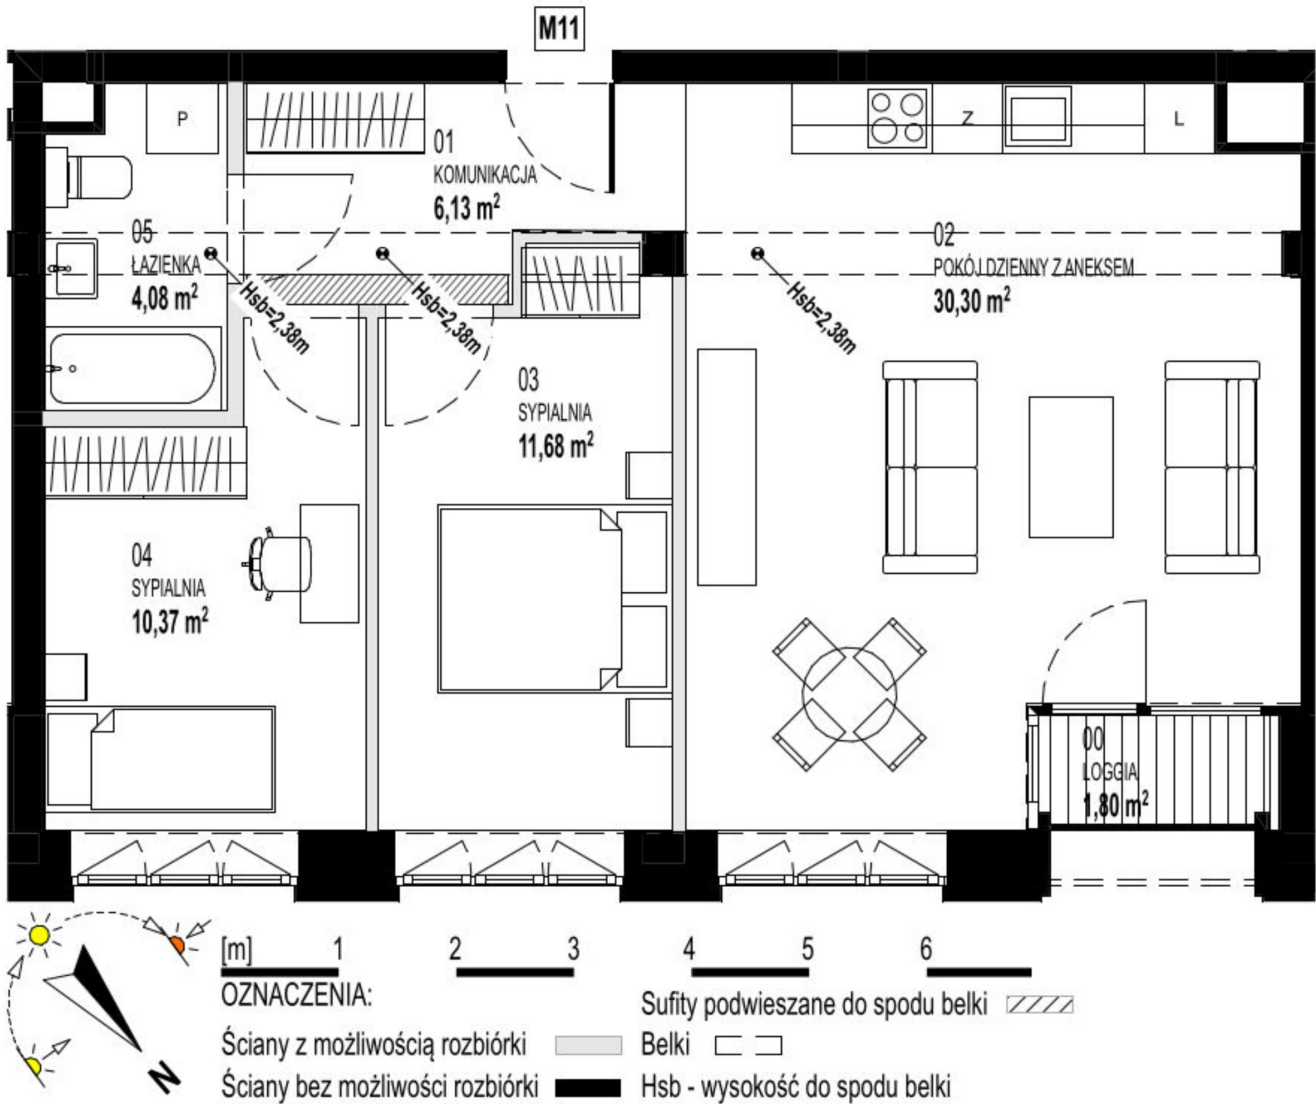 M11
P
01
KOMUNIKACJA
6,13 m²
Z
L
05
ŁAZIENKA
4,08 m²
Hsb=2,38m
Hsb=2,38m
Hsb=2,38m
02
POKÓJ DZIENNY Z ANEKSEM
30,30 m²
03
SYPIALNIA
11,68 m²
04
SYPIALNIA
10,37 m²
00
LOGGIA
1,80 m²
N
[m] 1 2 3 4 5 6
OZNACZENIA:
Ściany z możliwością rozbiórki
Ściany bez możliwości rozbiórki
Sufity podwieszane do spodu belki
Belki
Hsb - wysokość do spodu belki